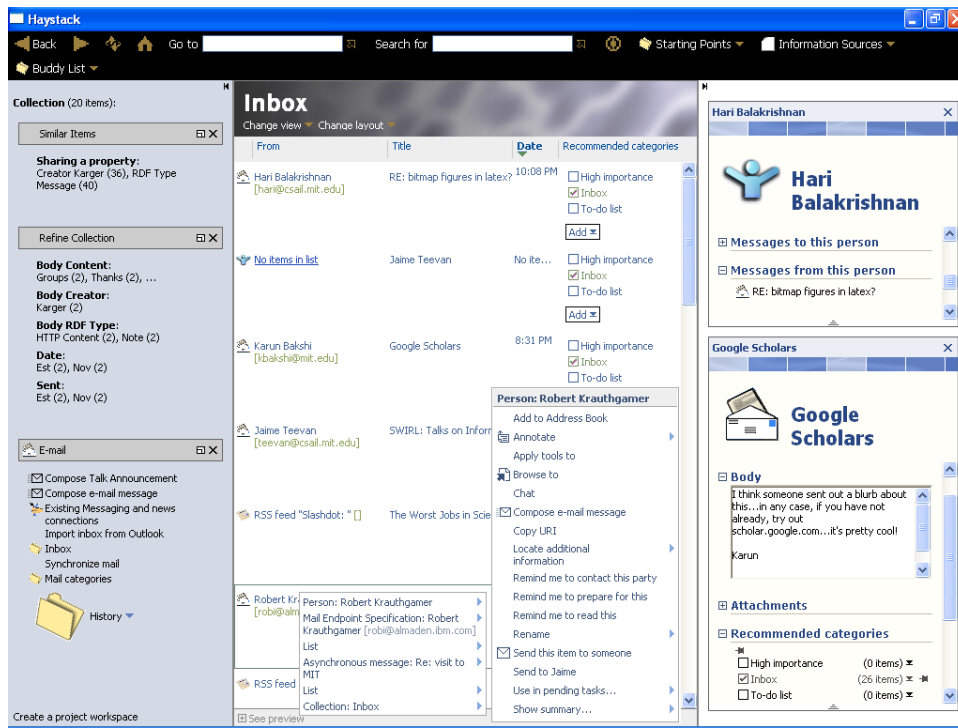 Haystack
Back
Go to
Search for
Starting Points
Information Sources
Buddy List
Collection (20 items):
Similar Items
Sharing a property:
Creator Karger (36), RDF Type
Message (40)
Refine Collection
Body Content:
Groups (2), Thanks (2), ...
Body Creator:
Karger (2)
Body RDF Type:
HTTP Content (2), Note (2)
Date:
Est (2), Nov (2)
Sent:
Est (2), Nov (2)
E-mail
Compose Talk Announcement
Compose e-mail message
Existing Messaging and news
connections
Import inbox from Outlook
Inbox
Synchronize mail
Mail categories
History
Create a project workspace
Inbox
Change view Change layout
From Title Date Recommended categories
Hari Balakrishnan RE: bitmap figures in latex? 10:08 PM
[hari@csail.mit.edu]
High importance
Inbox
To-do list
Add
No items in list Jaime Teevan No ite...
High importance
Inbox
To-do list
Add
Karun Bakshi Google Scholars 8:31 PM
[kbakshi@mit.edu]
High importance
Inbox
To-do list
Jaime Teevan SWIRL: Talks on Inforr
[teevan@csail.mit.edu]
RSS feed "Slashdot: " [] The Worst Jobs in Scie
Robert Kr
[robi@alm
RSS feed
See preview
Person: Robert Krauthgamer
Mail Endpoint Specification: Robert
Krauthgamer [robi@almaden.ibm.com]
List
Asynchronous message: Re: visit to
MIT
List
Collection: Inbox
Person: Robert Krauthgamer
Add to Address Book
Annotate
Apply tools to
Browse to
Chat
Compose e-mail message
Copy URI
Locate additional
information
Remind me to contact this party
Remind me to prepare for this
Remind me to read this
Rename
Send this item to someone
Send to Jaime
Use in pending tasks...
Show summary...
Hari Balakrishnan
Hari
Balakrishnan
Messages to this person
Messages from this person
RE: bitmap figures in latex?
Google Scholars
Google
Scholars
Body
I think someone sent out a blurb about
this...in any case, if you have not
already, try out
scholar.google.com...it's pretty cool!
Karun
Attachments
Recommended categories
High importance (0 items)
Inbox (26 items)
To-do list (0 items)